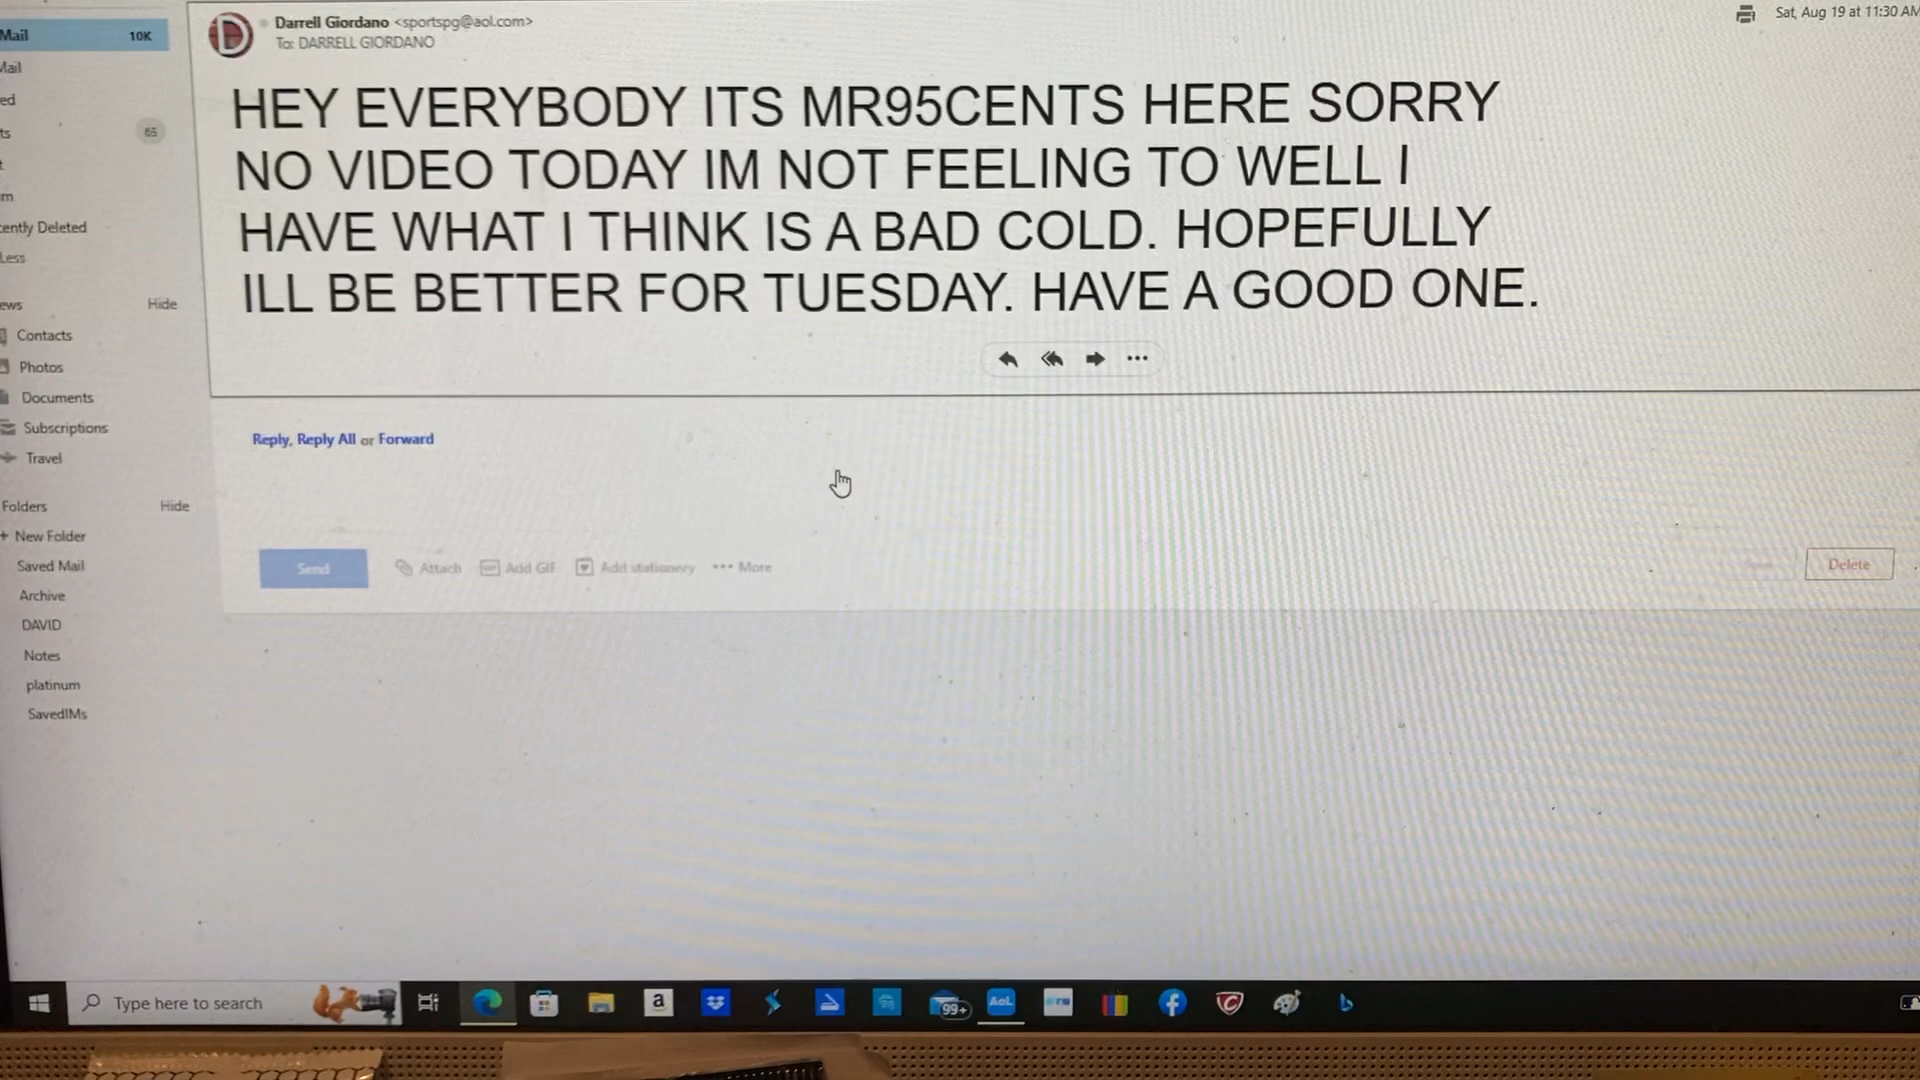 Mail 10K
Darrell Giordano <sportspg@aol.com>
Sat, Aug 19 at 11:30 AM
To: DARRELL GIORDANO
HEY EVERYBODY ITS MR95CENTS HERE SORRY
NO VIDEO TODAY IM NOT FEELING TO WELL I
HAVE WHAT I THINK IS A BAD COLD. HOPEFULLY
ILL BE BETTER FOR TUESDAY. HAVE A GOOD ONE.
Mail
ed
ts 65
t
m
cently Deleted
Less
ews Hide
Contacts
Photos
Documents
Subscriptions
Travel
Folders Hide
+ New Folder
Saved Mail
Archive
DAVID
Notes
platinum
SavedIMs
Reply, Reply All or Forward
Send Attach Add GIF Add stationery ••• More
Delete
Type here to search
a
99+
Aol.